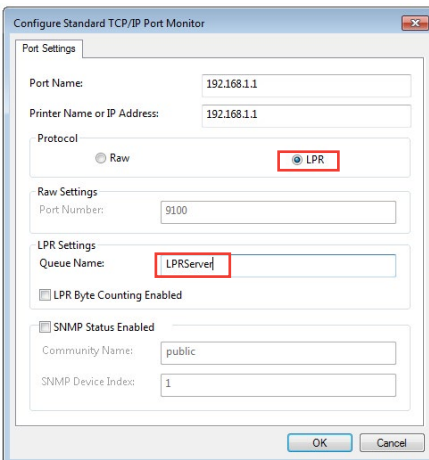 Configure Standard TCP/IP Port Monitor
Port Settings
Port Name: 192.168.1.1
Printer Name or IP Address: 192.168.1.1
Protocol
Raw LPR
Raw Settings
Port Number: 9100
LPR Settings
Queue Name: LPRServer
LPR Byte Counting Enabled
SNMP Status Enabled
Community Name: public
SNMP Device Index: 1
OK Cancel